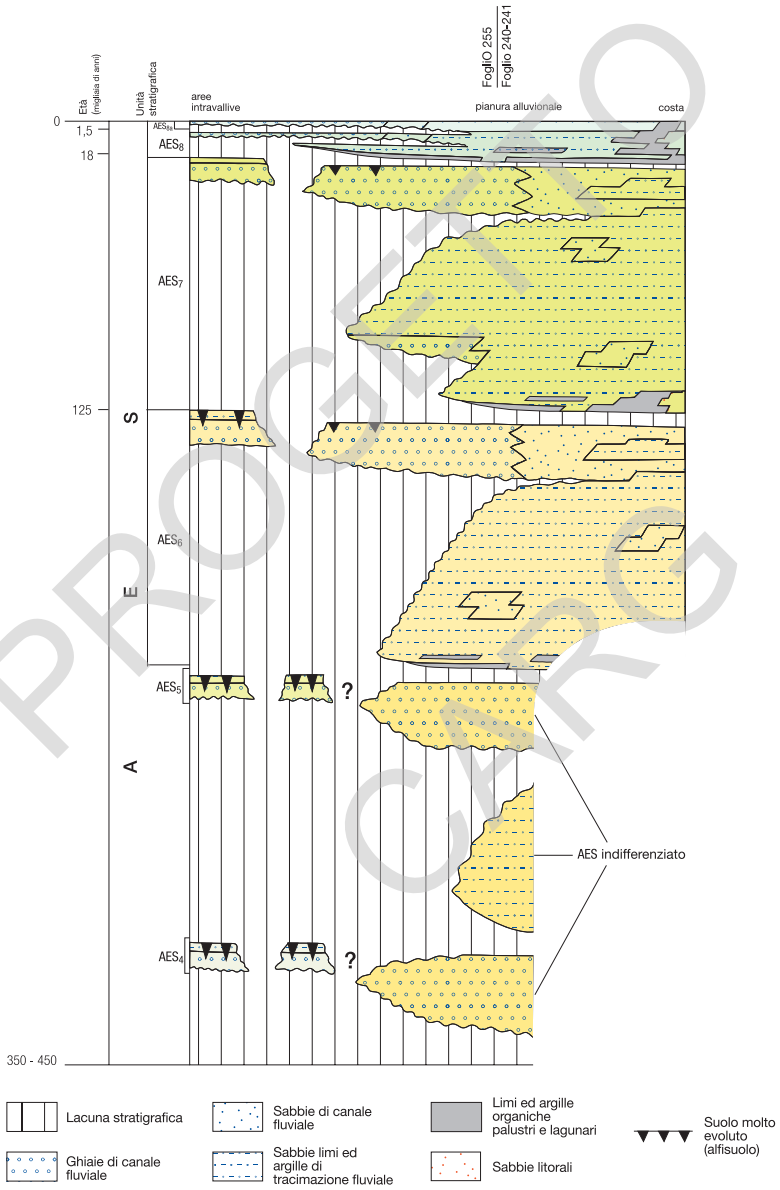 Età
(migliaia di anni)
Unità
stratigrafica
aree
intravallive
FogliO 255
Foglio 240-241
pianura alluvionale
costa
0
1,5
18
125
350 - 450
AES8a
AES8
AES7
AES6
AES5
AES4
S
E
A
?
?
AES indifferenziato
PROGETTO
CARG
Lacuna stratigrafica
Ghiaie di canale
fluviale
Sabbie di canale
fluviale
Sabbie limi ed
argille di
tracimazione fluviale
Limi ed argille
organiche
palustri e lagunari
Sabbie litorali
Suolo molto
evoluto
(alfisuolo)